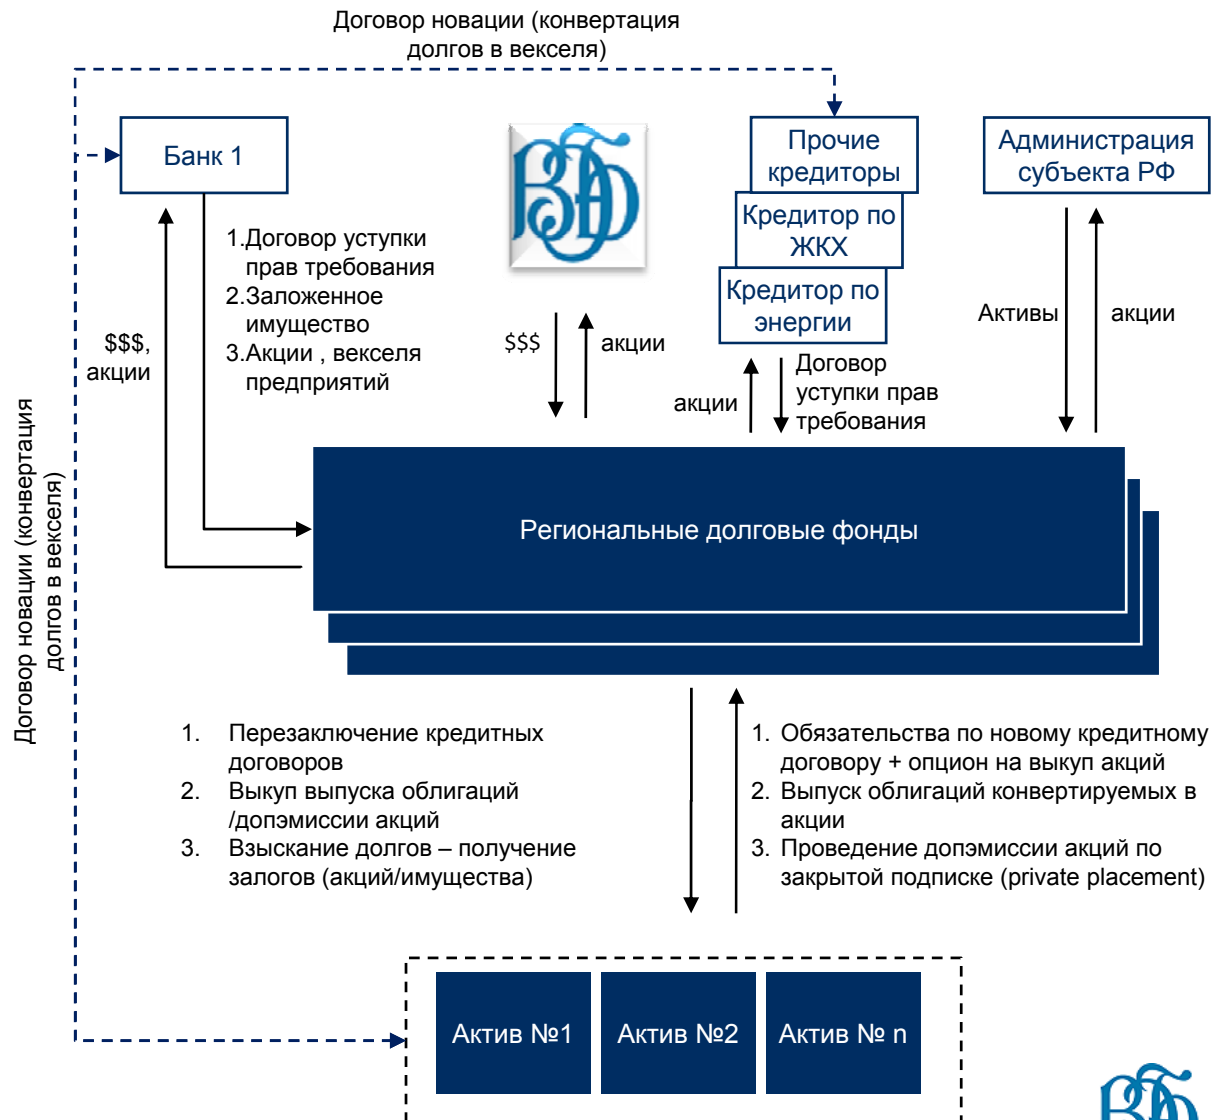 Договор новации (конвертация
долгов в векселя)
Банк 1
ВЭБ
Прочие
кредиторы
Кредитор по
ЖКХ
Кредитор по
энергии
Администрация
субъекта РФ
1.Договор уступки
прав требования
2.Заложенное
имущество
3.Акции , векселя
предприятий
$$$,
акции
$$$
акции
акции
Договор
уступки прав
требования
Активы
акции
Договор новации (конвертация
долгов в векселя)
Региональные долговые фонды
1. Перезаключение кредитных
договоров
2. Выкуп выпуска облигаций
/допэмиссии акций
3. Взыскание долгов – получение
залогов (акций/имущества)
1. Обязательства по новому кредитному
договору + опцион на выкуп акций
2. Выпуск облигаций конвертируемых в
акции
3. Проведение допэмиссии акций по
закрытой подписке (private placement)
Актив №1
Актив №2
Актив № n
ВЭБ